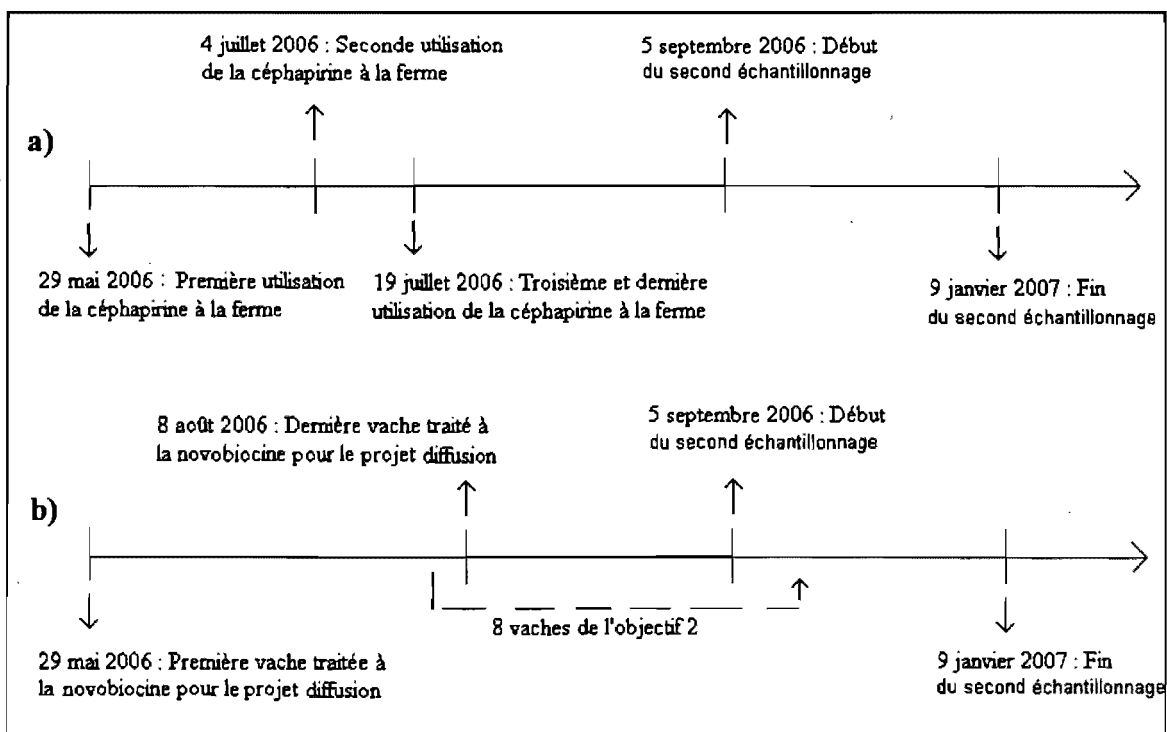 4 juillet 2006 : Seconde utilisation
de la céphapirine à la ferme
5 septembre 2006 : Début
du second échantillonnage
a)
29 mai 2006 : Première utilisation
de la céphapirine à la ferme
19 juillet 2006 : Troisième et dernière
utilisation de la céphapirine à la ferme
9 janvier 2007 : Fin
du second échantillonnage
8 août 2006 : Dernière vache traité à
la novobiocine pour le projet diffusion
5 septembre 2006 : Début
du second échantillonnage
b)
8 vaches de l'objectif 2
29 mai 2006 : Première vache traitée à
la novobiocine pour le projet diffusion
9 janvier 2007 : Fin
du second échantillonnage